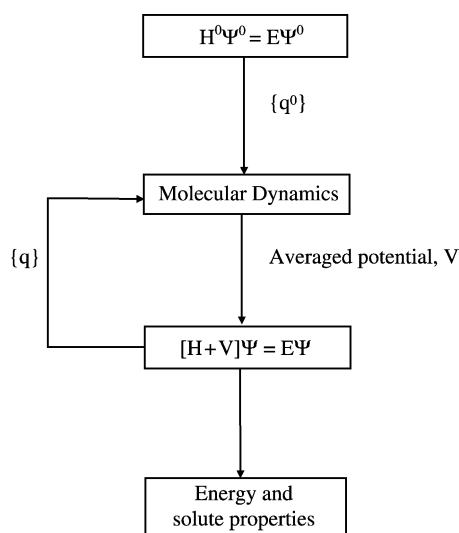 H⁰Ψ⁰ = EΨ⁰
{q⁰}
Molecular Dynamics
Averaged potential, V
{q}
[H+V]Ψ = EΨ
Energy and
solute properties